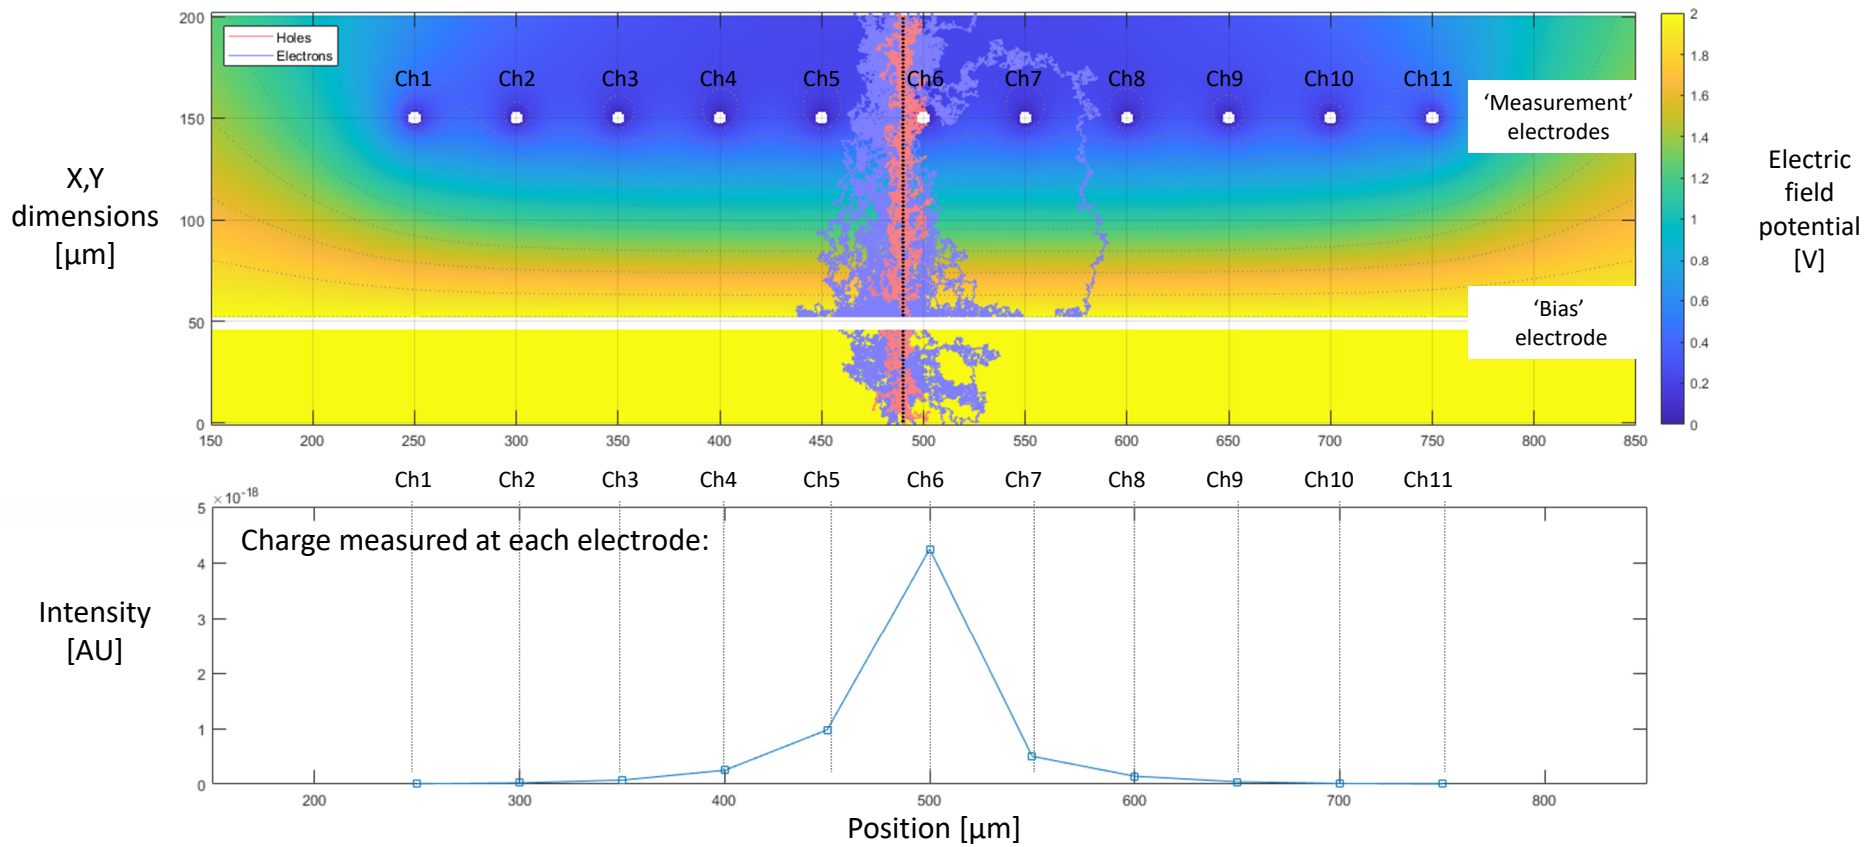 200
150
100
50
0
Holes
Electrons
Ch1 Ch2 Ch3 Ch4 Ch5 Ch6 Ch7 Ch8 Ch9 Ch10 Ch11
‘Measurement’
electrodes
‘Bias’
electrode
X,Y
dimensions
[µm]
150 200 250 300 350 400 450 500 550 600 650 700 750 800 850
2
1.8
1.6
1.4
1.2
1
0.8
0.6
0.4
0.2
0
Electric
field
potential
[V]
Ch1 Ch2 Ch3 Ch4 Ch5 Ch6 Ch7 Ch8 Ch9 Ch10 Ch11
× 10⁻¹⁸
5
4
3
2
1
0
Charge measured at each electrode:
Intensity
[AU]
200 300 400 500 600 700 800
Position [µm]